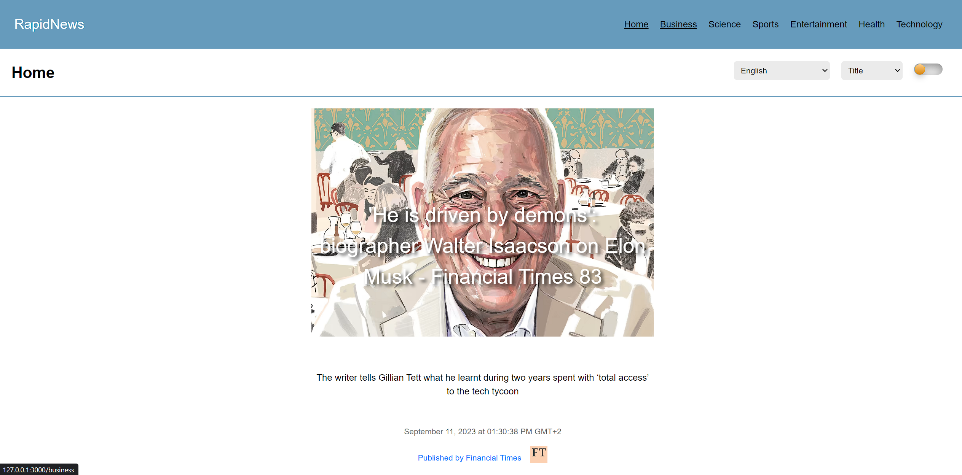 RapidNews
Home Business Science Sports Entertainment Health Technology
Home
English Title
'He is driven by demons':
biographer Walter Isaacson on Elon
Musk - Financial Times 83
The writer tells Gillian Tett what he learnt during two years spent with ‘total access’
to the tech tycoon
September 11, 2023 at 01:30:38 PM GMT+2
Published by Financial Times FT
127.0.0.1:3000/business